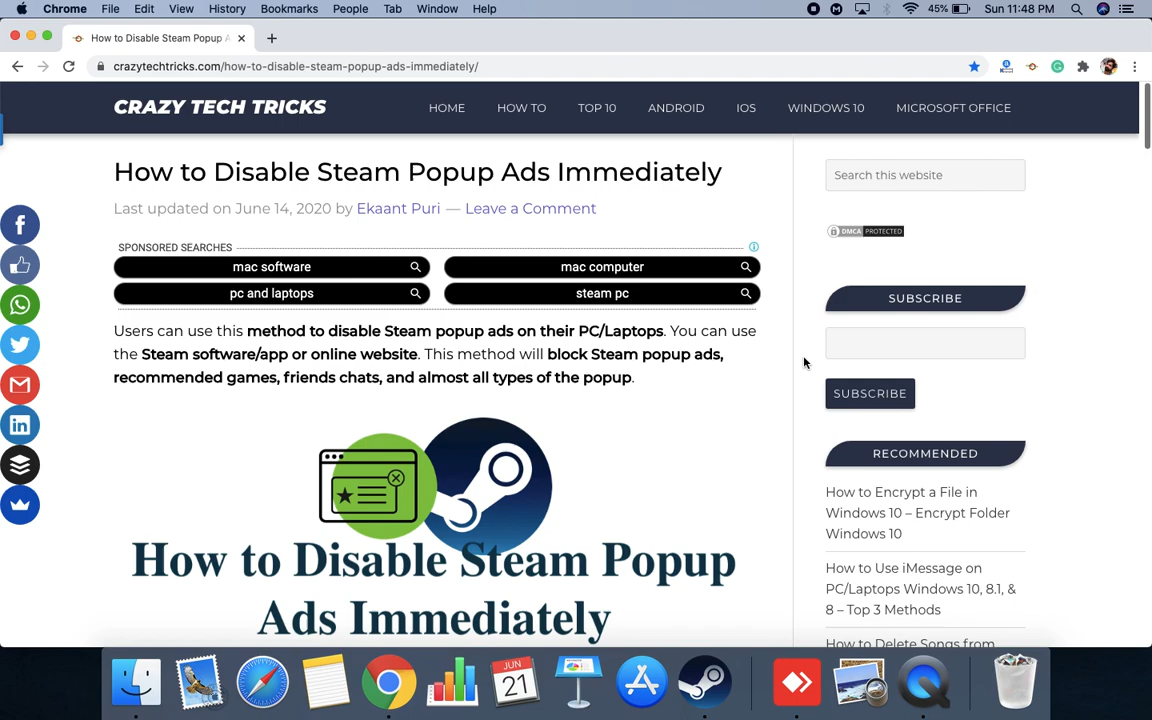 Chrome File Edit View History Bookmarks People Tab Window Help 45% Sun 11:48 PM
How to Disable Steam Popup A
crazytechtricks.com/how-to-disable-steam-popup-ads-immediately/
CRAZY TECH TRICKS HOME HOW TO TOP 10 ANDROID IOS WINDOWS 10 MICROSOFT OFFICE
How to Disable Steam Popup Ads Immediately
Last updated on June 14, 2020 by Ekaant Puri — Leave a Comment
SPONSORED SEARCHES
mac software
mac computer
pc and laptops
steam pc
Users can use this method to disable Steam popup ads on their PC/Laptops. You can use
the Steam software/app or online website. This method will block Steam popup ads,
recommended games, friends chats, and almost all types of the popup.
How to Disable Steam Popup
Ads Immediately
Search this website
DMCA PROTECTED
SUBSCRIBE
SUBSCRIBE
RECOMMENDED
How to Encrypt a File in
Windows 10 – Encrypt Folder
Windows 10
How to Use iMessage on
PC/Laptops Windows 10, 8.1, &
8 – Top 3 Methods
How to Delete Songs from
JUN
21